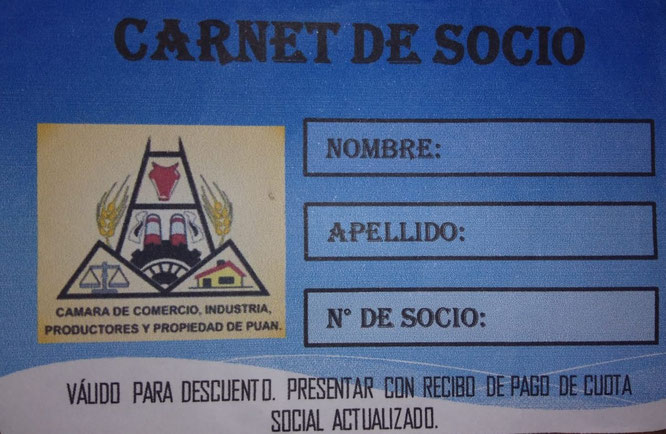 CARNET DE SOCIO
NOMBRE:
APELLIDO:
N° DE SOCIO:
CAMARA DE COMERCIO, INDUSTRIA,
PRODUCTORES Y PROPIEDAD DE PUAN.
VÁLIDO PARA DESCUENTO. PRESENTAR CON RECIBO DE PAGO DE CUOTA
SOCIAL ACTUALIZADO.